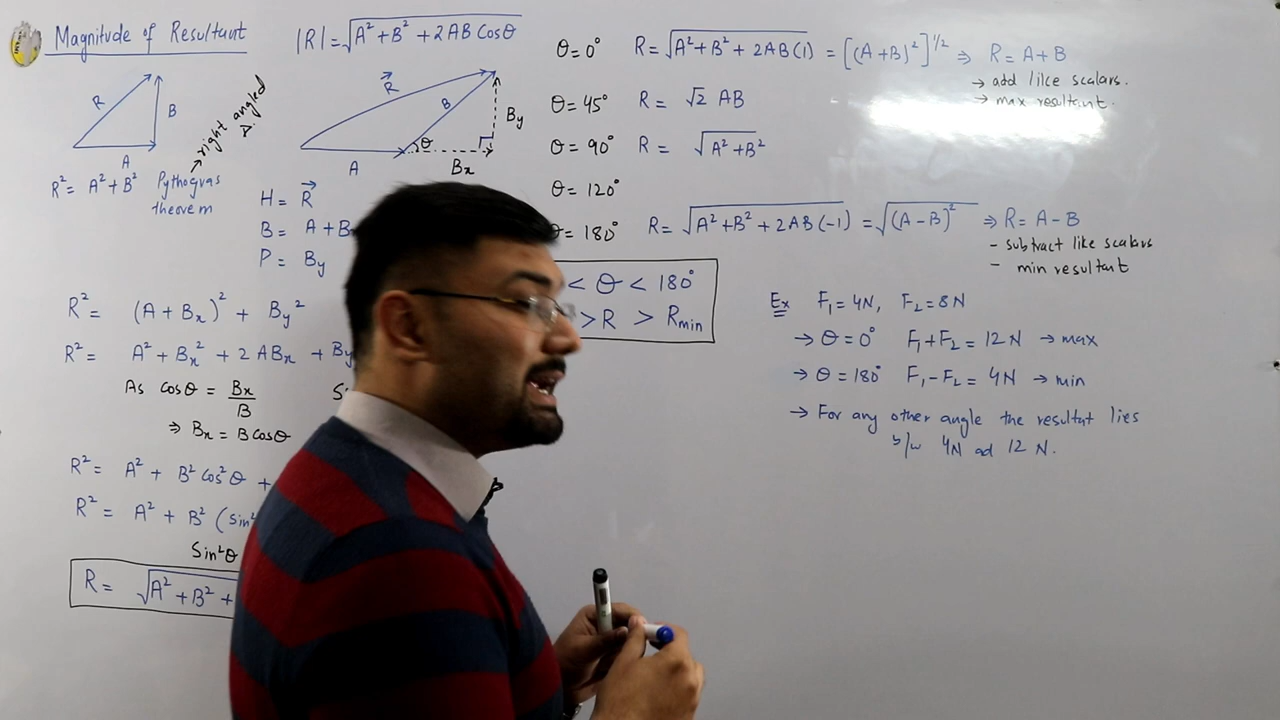 Magnitude of Resultant
|R| = √A² + B² + 2AB Cosθ
R
B
A
right angled Δ.
R² = A² + B²
Pythogras
theorem
R
B
By
θ
A
Bx
H = R
B = A + B
P = By
R² = (A + Bx)² + By²
R² = A² + Bx² + 2ABx + By
As cosθ = Bx/B
⇒ Bx = B cosθ
R² = A² + B² cos²θ +
R² = A² + B² (sin²
Sin²θ
R = √A² + B² +
θ = 0° R = √A² + B² + 2AB(1) = [(A+B)²]^1/2 ⇒ R = A + B
→ add like scalars.
→ max resultant.
θ = 45° R = √2 AB
θ = 90° R = √A² + B²
θ = 120°
θ = 180° R = √A² + B² + 2AB(-1) = √(A - B)² ⇒ R = A - B
- subtract like scalars
- min resultant
< θ < 180°
> R > Rmin
Ex F₁ = 4N, F₂ = 8N
→ θ = 0° F₁ + F₂ = 12 N → max
→ θ = 180° F₁ - F₂ = 4N → min
→ For any other angle the resultat lies
b/w 4N ad 12 N.